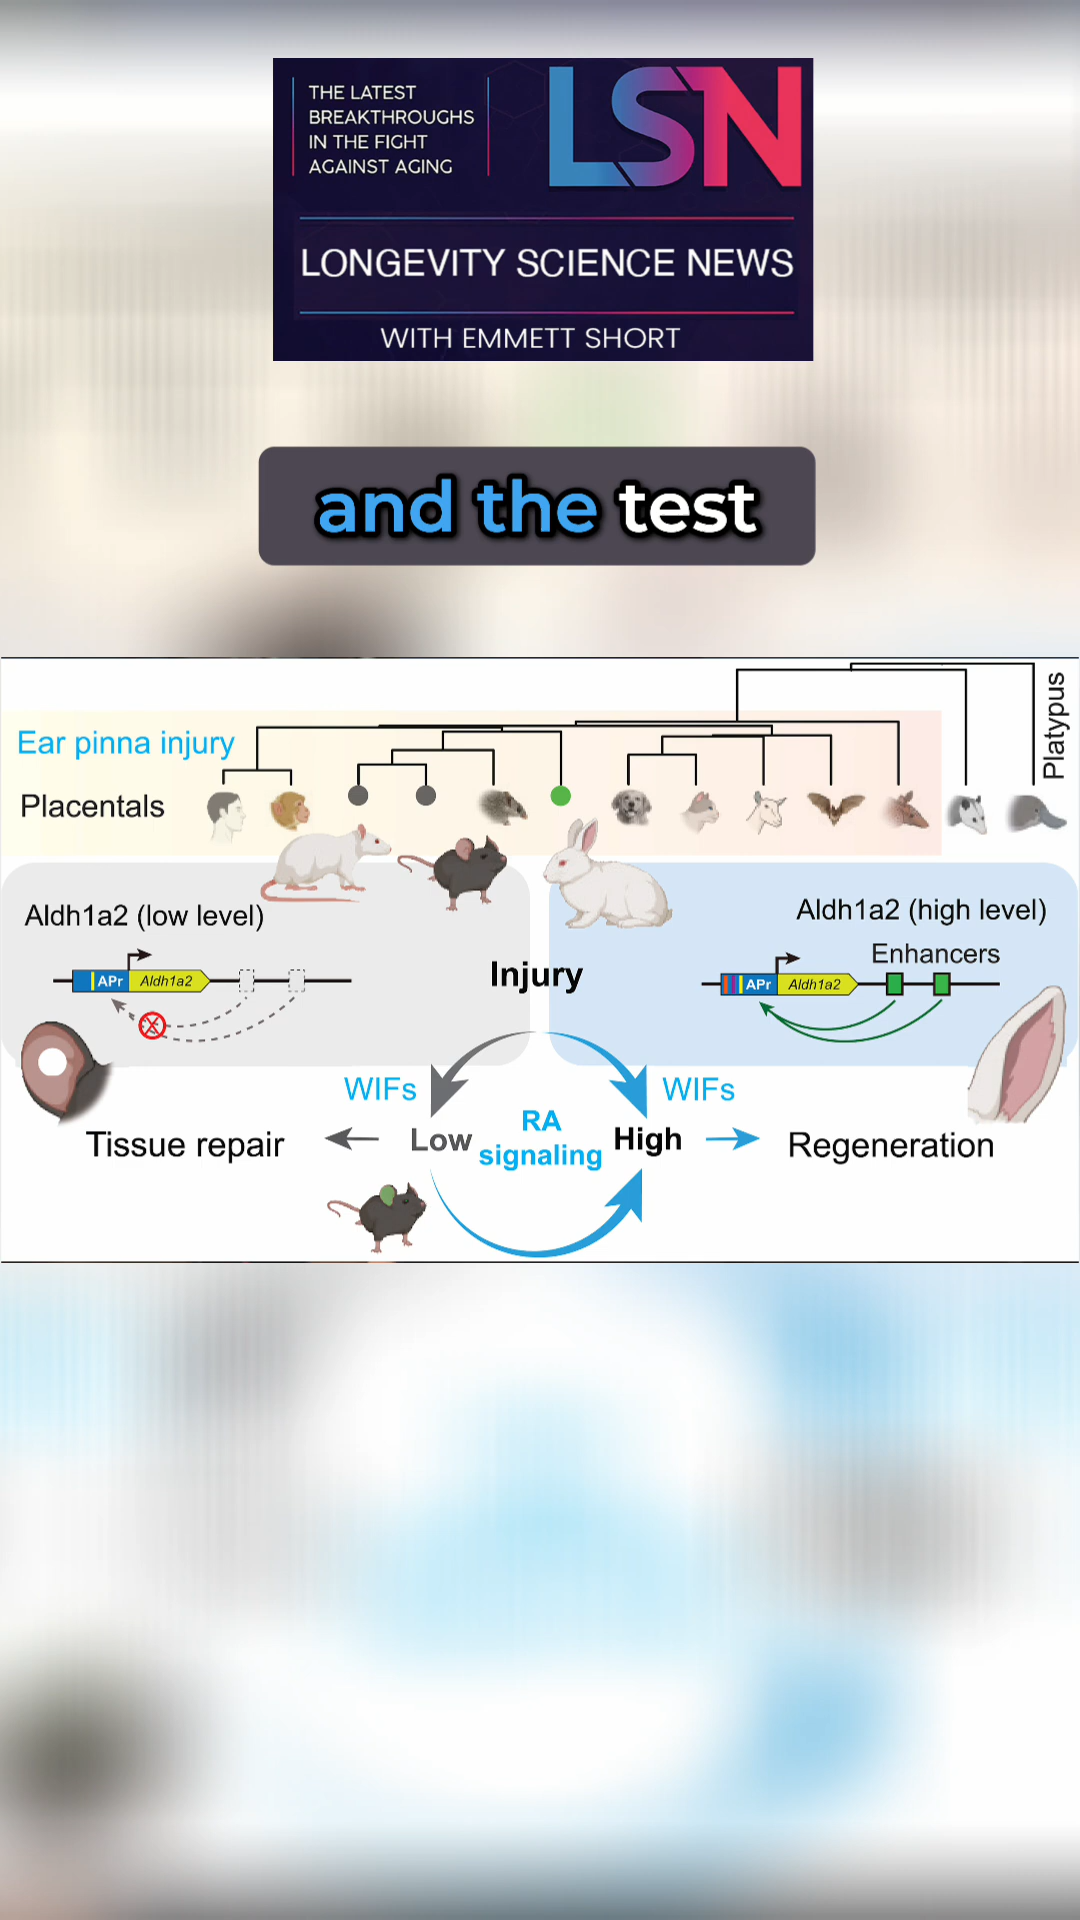 THE LATEST
BREAKTHROUGHS
IN THE FIGHT
AGAINST AGING
LSN
LONGEVITY SCIENCE NEWS
WITH EMMETT SHORT
and the test
Platypus
Ear pinna injury
Placentals
Aldh1a2 (low level)
APr Aldh1a2
Injury
Aldh1a2 (high level)
Enhancers
APr Aldh1a2
WIFs
WIFs
RA
signaling
Tissue repair
Low
High
Regeneration